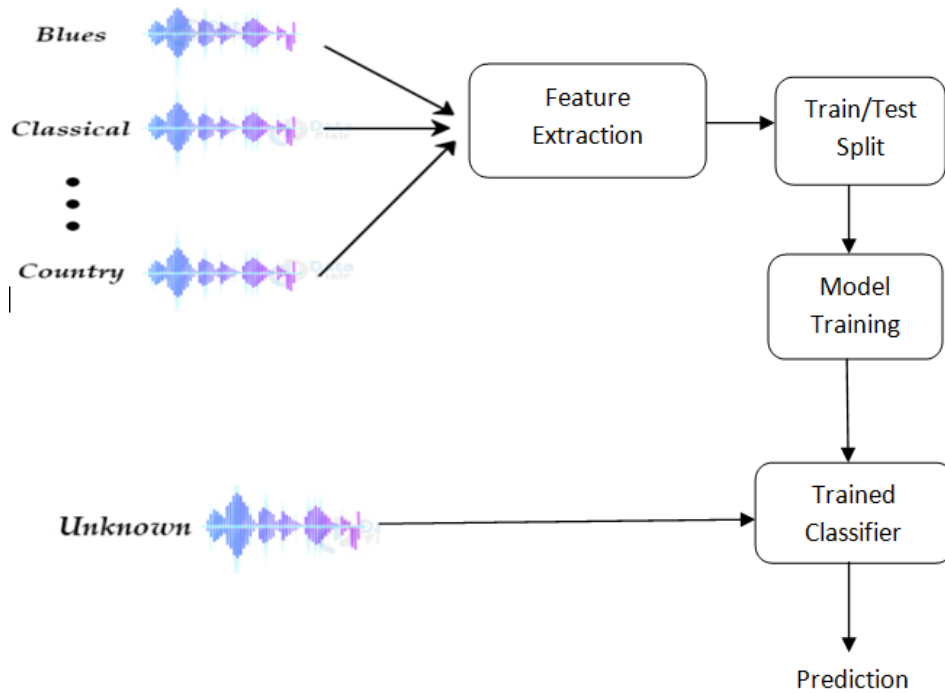 Blues
Classical
Country
Feature
Extraction
Train/Test
Split
Model
Training
Unknown
Trained
Classifier
Prediction